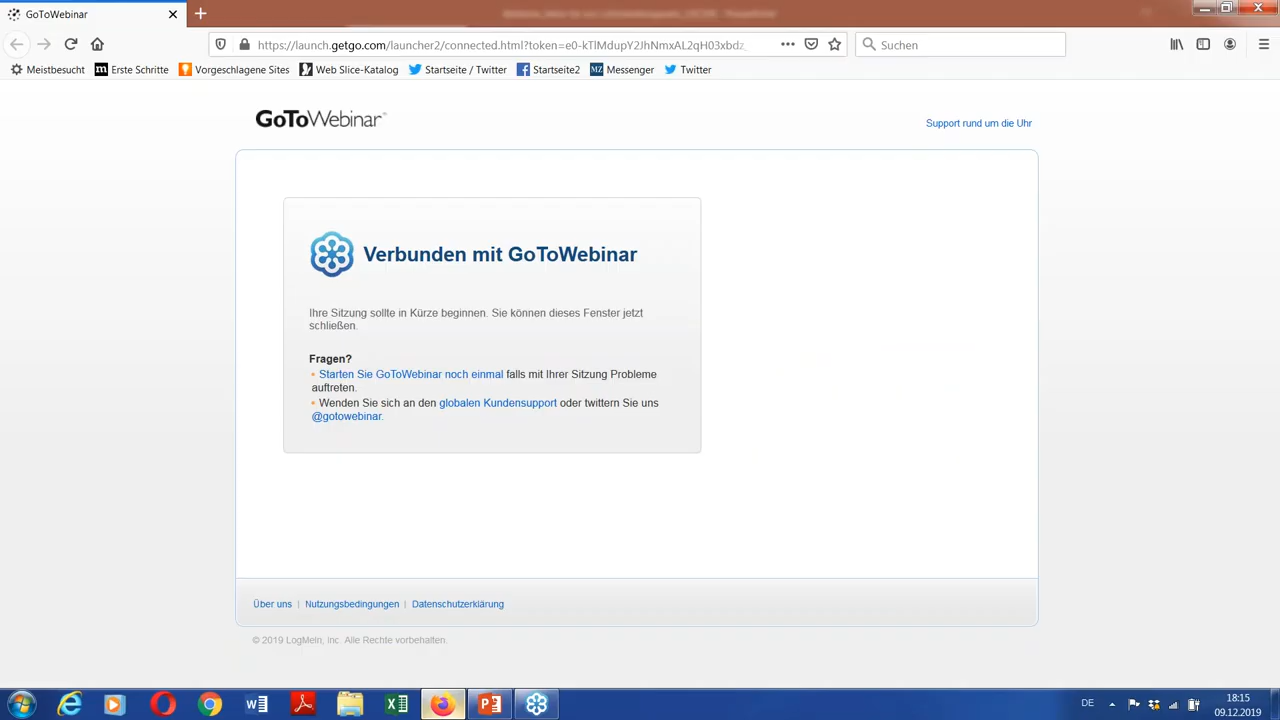 GoToWebinar
https://launch.getgo.com/launcher2/connected.html?token=e0-kTlMdupY2JhNmxAL2qH03xbdz
Suchen
Meistbesucht
Erste Schritte
Vorgeschlagene Sites
Web Slice-Katalog
Startseite / Twitter
Startseite2
Messenger
Twitter
GoToWebinar
Support rund um die Uhr
Verbunden mit GoToWebinar
Ihre Sitzung sollte in Kürze beginnen. Sie können dieses Fenster jetzt
schließen.
Fragen?
Starten Sie GoToWebinar noch einmal falls mit Ihrer Sitzung Probleme
auftreten.
Wenden Sie sich an den globalen Kundensupport oder twittern Sie uns
@gotowebinar.
Über uns | Nutzungsbedingungen | Datenschutzerklärung
© 2019 LogMeIn, Inc. Alle Rechte vorbehalten.
DE
18:15
09.12.2019